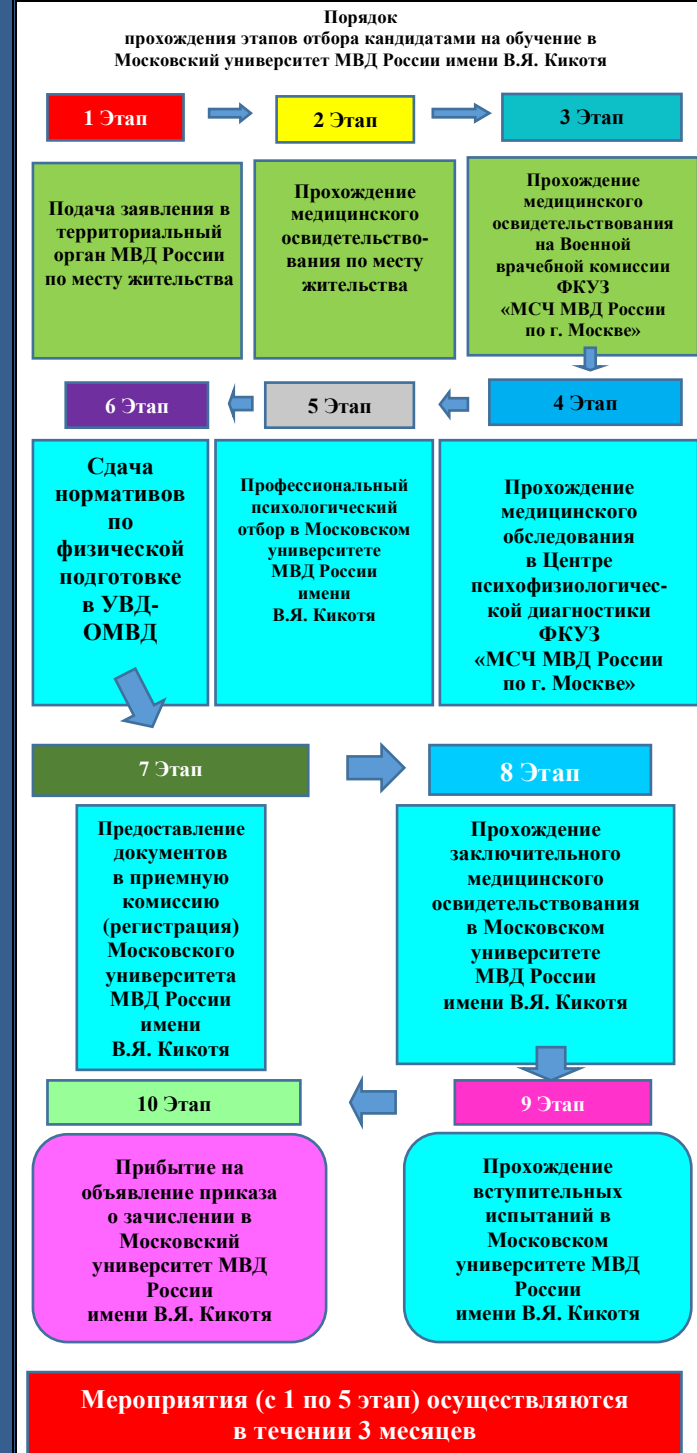 Порядок
прохождения этапов отбора кандидатами на обучение в
Московский университет МВД России имени В.Я. Кикотя
1 Этап
2 Этап
3 Этап
Подача заявления в
территориальный
орган МВД России
по месту жительства
Прохождение
медицинского
освидетельство-
вания по месту
жительства
Прохождение
медицинского
освидетельствования
на Военной
врачебной комиссии
ФКУЗ
«МСЧ МВД России
по г. Москве»
4 Этап
5 Этап
6 Этап
Прохождение
медицинского
обследования
в Центре
психофизиологичес-
ской диагностики
ФКУЗ
«МСЧ МВД России
по г. Москве»
Профессиональный
психологический
отбор в Московском
университете
МВД России
имени
В.Я. Кикотя
Сдача
нормативов
по
физической
подготовке
в УВД-
ОМВД
7 Этап
8 Этап
Предоставление
документов
в приемную
комиссию
(регистрация)
Московского
университета
МВД России
имени
В.Я. Кикотя
Прохождение
заключительного
медицинского
освидетельствования
в Московском
университете
МВД России
имени В.Я. Кикотя
9 Этап
10 Этап
Прохождение
вступительных
испытаний в
Московском
университете МВД
России
имени В.Я. Кикотя
Прибытие на
объявление приказа
о зачислении в
Московский
университет МВД
России
имени В.Я. Кикотя
Мероприятия (с 1 по 5 этап) осуществляются
в течении 3 месяцев